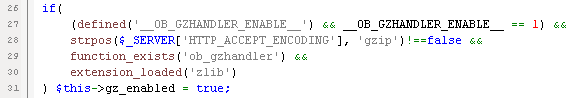 26 if(
27 (defined('__OB_GZHANDLER_ENABLE__') && __OB_GZHANDLER_ENABLE__ == 1) &&
28 strpos($_SERVER['HTTP_ACCEPT_ENCODING'], 'gzip')!==false &&
29 function_exists('ob_gzhandler') &&
30 extension_loaded('zlib')
31 ) $this->gz_enabled = true;